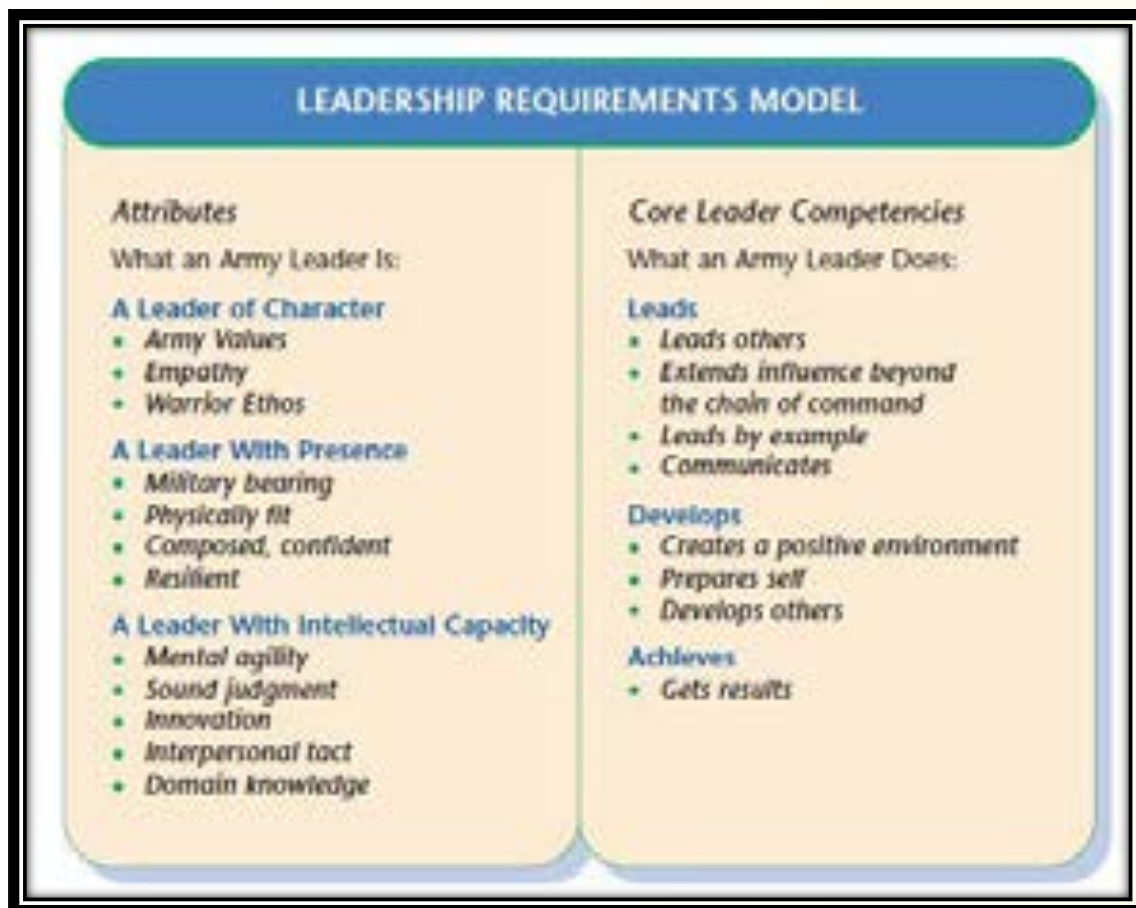 LEADERSHIP REQUIREMENTS MODEL
Attributes
What an Army Leader Is:
A Leader of Character
• Army Values
• Empathy
• Warrior Ethos
A Leader With Presence
• Military bearing
• Physically fit
• Composed, confident
• Resilient
A Leader With Intellectual Capacity
• Mental agility
• Sound judgment
• Innovation
• Interpersonal tact
• Domain knowledge
Core Leader Competencies
What an Army Leader Does:
Leads
• Leads others
• Extends influence beyond
the chain of command
• Leads by example
• Communicates
Develops
• Creates a positive environment
• Prepares self
• Develops others
Achieves
• Gets results